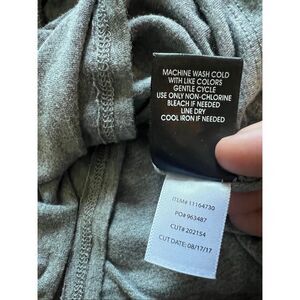 MACHINE WASH COLD
WITH LIKE COLORS
GENTLE CYCLE
USE ONLY NON-CHLORINE
BLEACH IF NEEDED
LINE DRY
COOL IRON IF NEEDED
ITEM# 11164730
PO# 963487
CUT# 202154
CUT DATE: 08/17/17